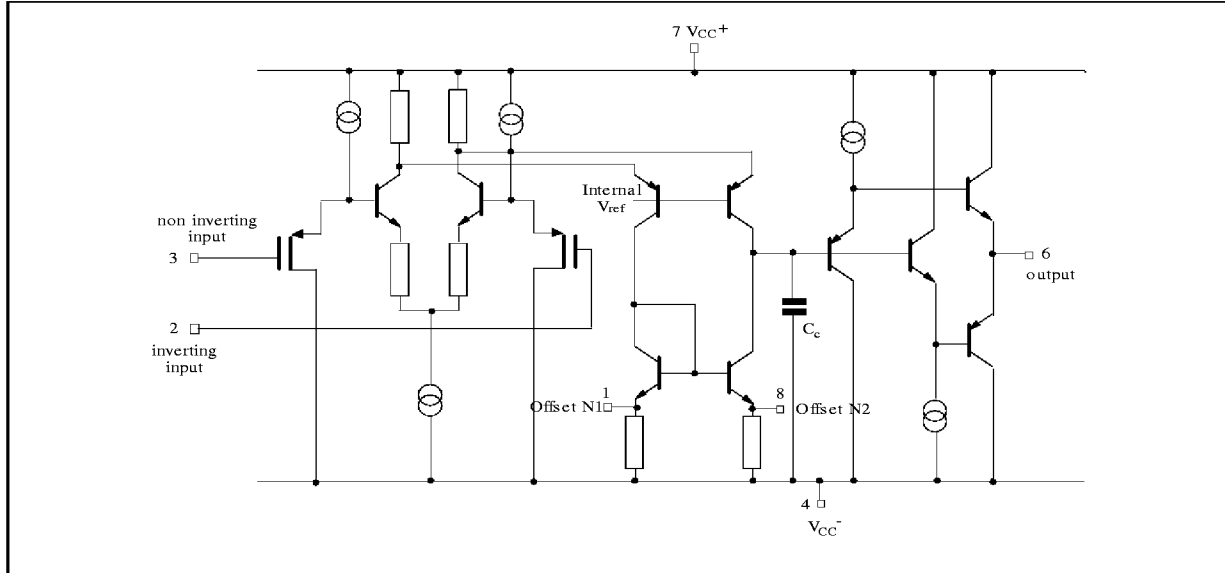 7 VCC+
Internal
Vref
non inverting
input
3
6
output
2
inverting
input
Cc
1
Offset N1
8
Offset N2
4
VCC-